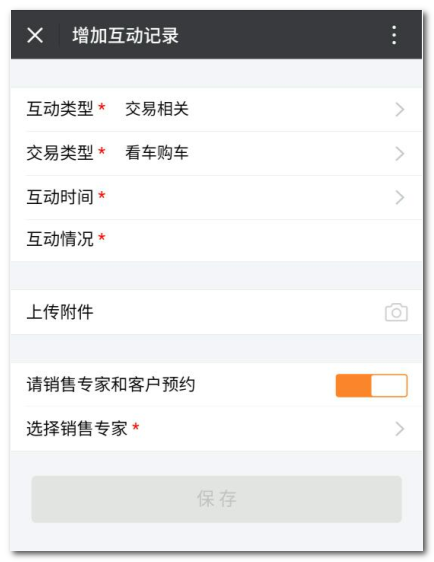 增加互动记录
互动类型 * 交易相关
交易类型 * 看车购车
互动时间 *
互动情况 *
上传附件
请销售专家和客户预约
选择销售专家 *
保存